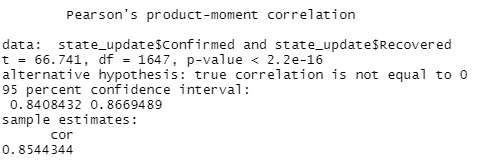 Pearson's product-moment correlation
data:  state_update$Confirmed and state_update$Recovered
t = 66.741, df = 1647, p-value < 2.2e-16
alternative hypothesis: true correlation is not equal to 0
95 percent confidence interval:
 0.8408432 0.8669489
sample estimates:
      cor
0.8544344